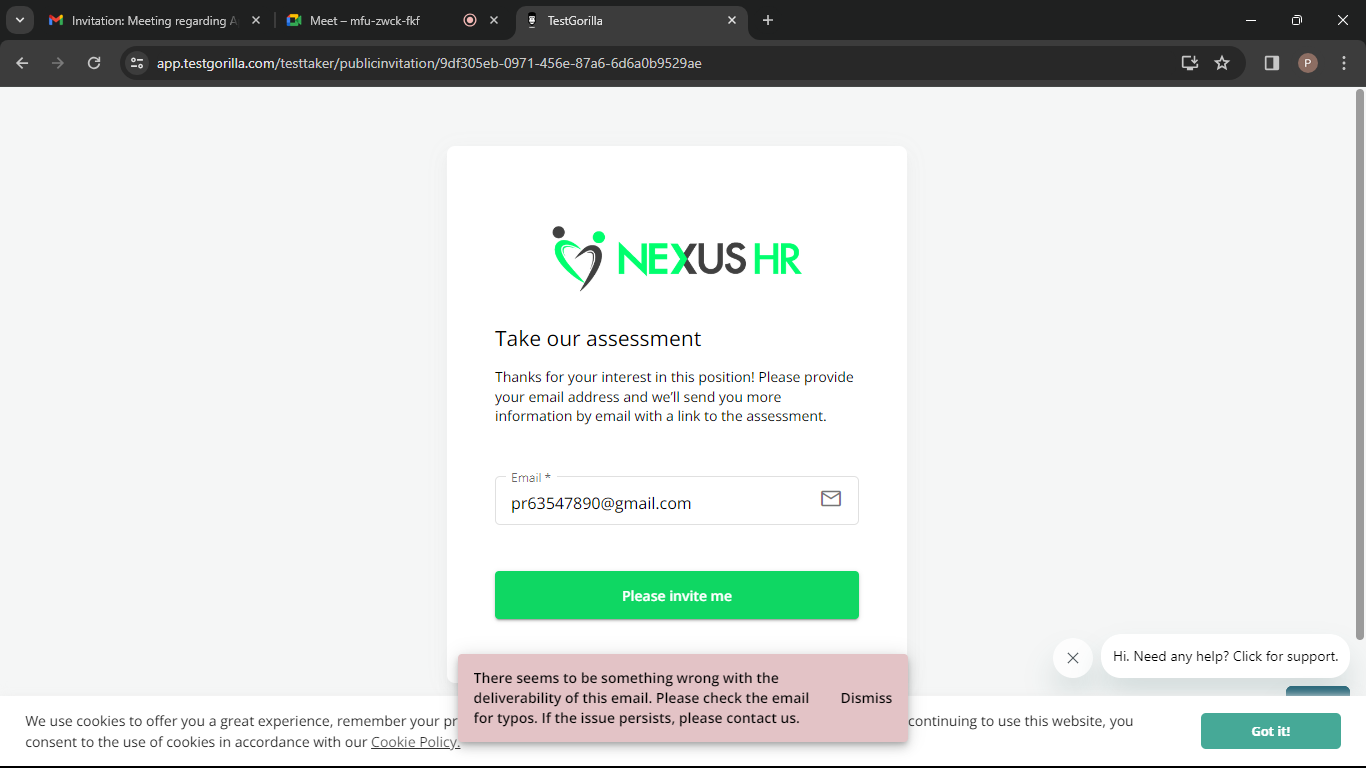 Invitation: Meeting regarding A
Meet – mfu-zwck-fkf
TestGorilla
app.testgorilla.com/testtaker/publicinvitation/9df305eb-0971-456e-87a6-6d6a0b9529ae
P
NEXUS HR
Take our assessment
Thanks for your interest in this position! Please provide
your email address and we'll send you more
information by email with a link to the assessment.
Email *
pr63547890@gmail.com
Please invite me
Hi. Need any help? Click for support.
There seems to be something wrong with the
deliverability of this email. Please check the email
for typos. If the issue persists, please contact us.
Dismiss
We use cookies to offer you a great experience, remember your pr
continuing to use this website, you
consent to the use of cookies in accordance with our Cookie Policy.
Got it!